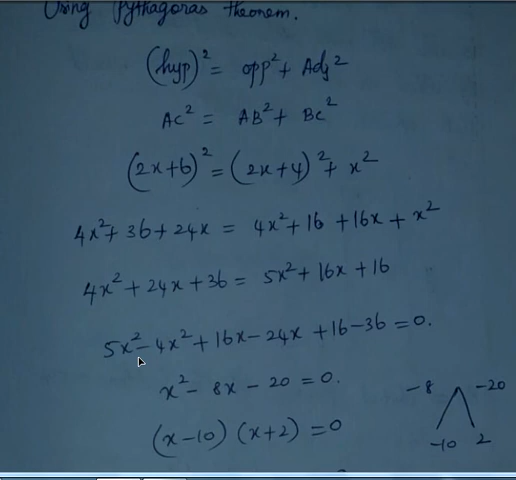 Using Pythagoras theorem.
(hyp)² = opp² + Adj²
AC² = AB² + BC²
(2x+6)² = (2x+4)² + x²
4x² + 36 + 24x = 4x² + 16 + 16x + x²
4x² + 24x + 36 = 5x² + 16x + 16
5x² - 4x² + 16x - 24x + 16 - 36 = 0.
x² - 8x - 20 = 0.
-8 -20
(x-10) (x+2) = 0
-10 2